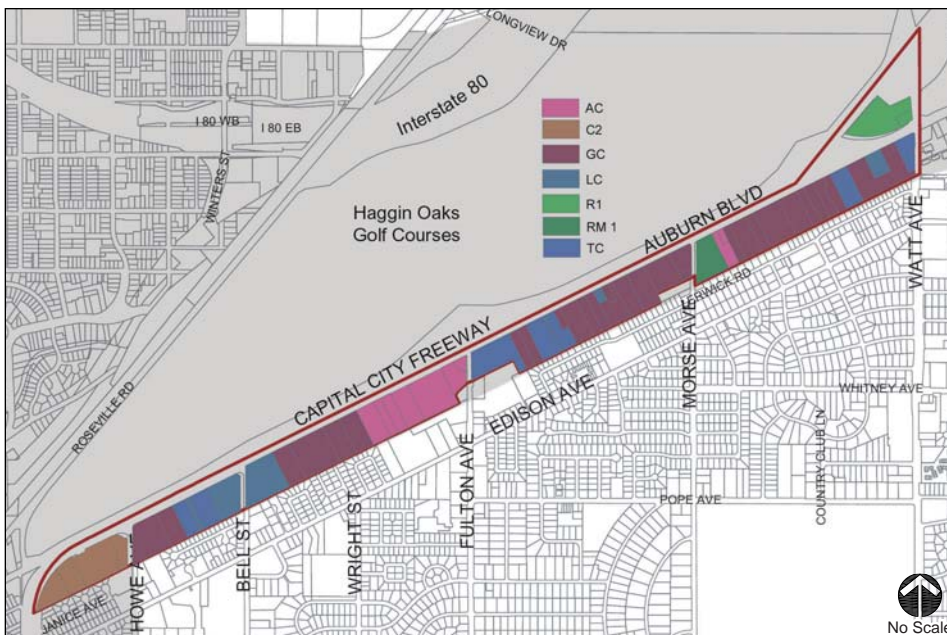 LONGVIEW DR
Interstate 80
I 80 WB
I 80 EB
WINTERS ST
AC
C2
GC
LC
R1
RM 1
TC
Haggin Oaks
Golf Courses
AUBURN BLVD
WATT AVE
CAPITAL CITY FREEWAY
ROSEVILLE RD
MORSE AVE
EDISON AVE
WHITNEY AVE
COUNTRY CLUB LN
FULTON AVE
POPE AVE
WRIGHT ST
BELL ST
JANICE AVE
No Scale